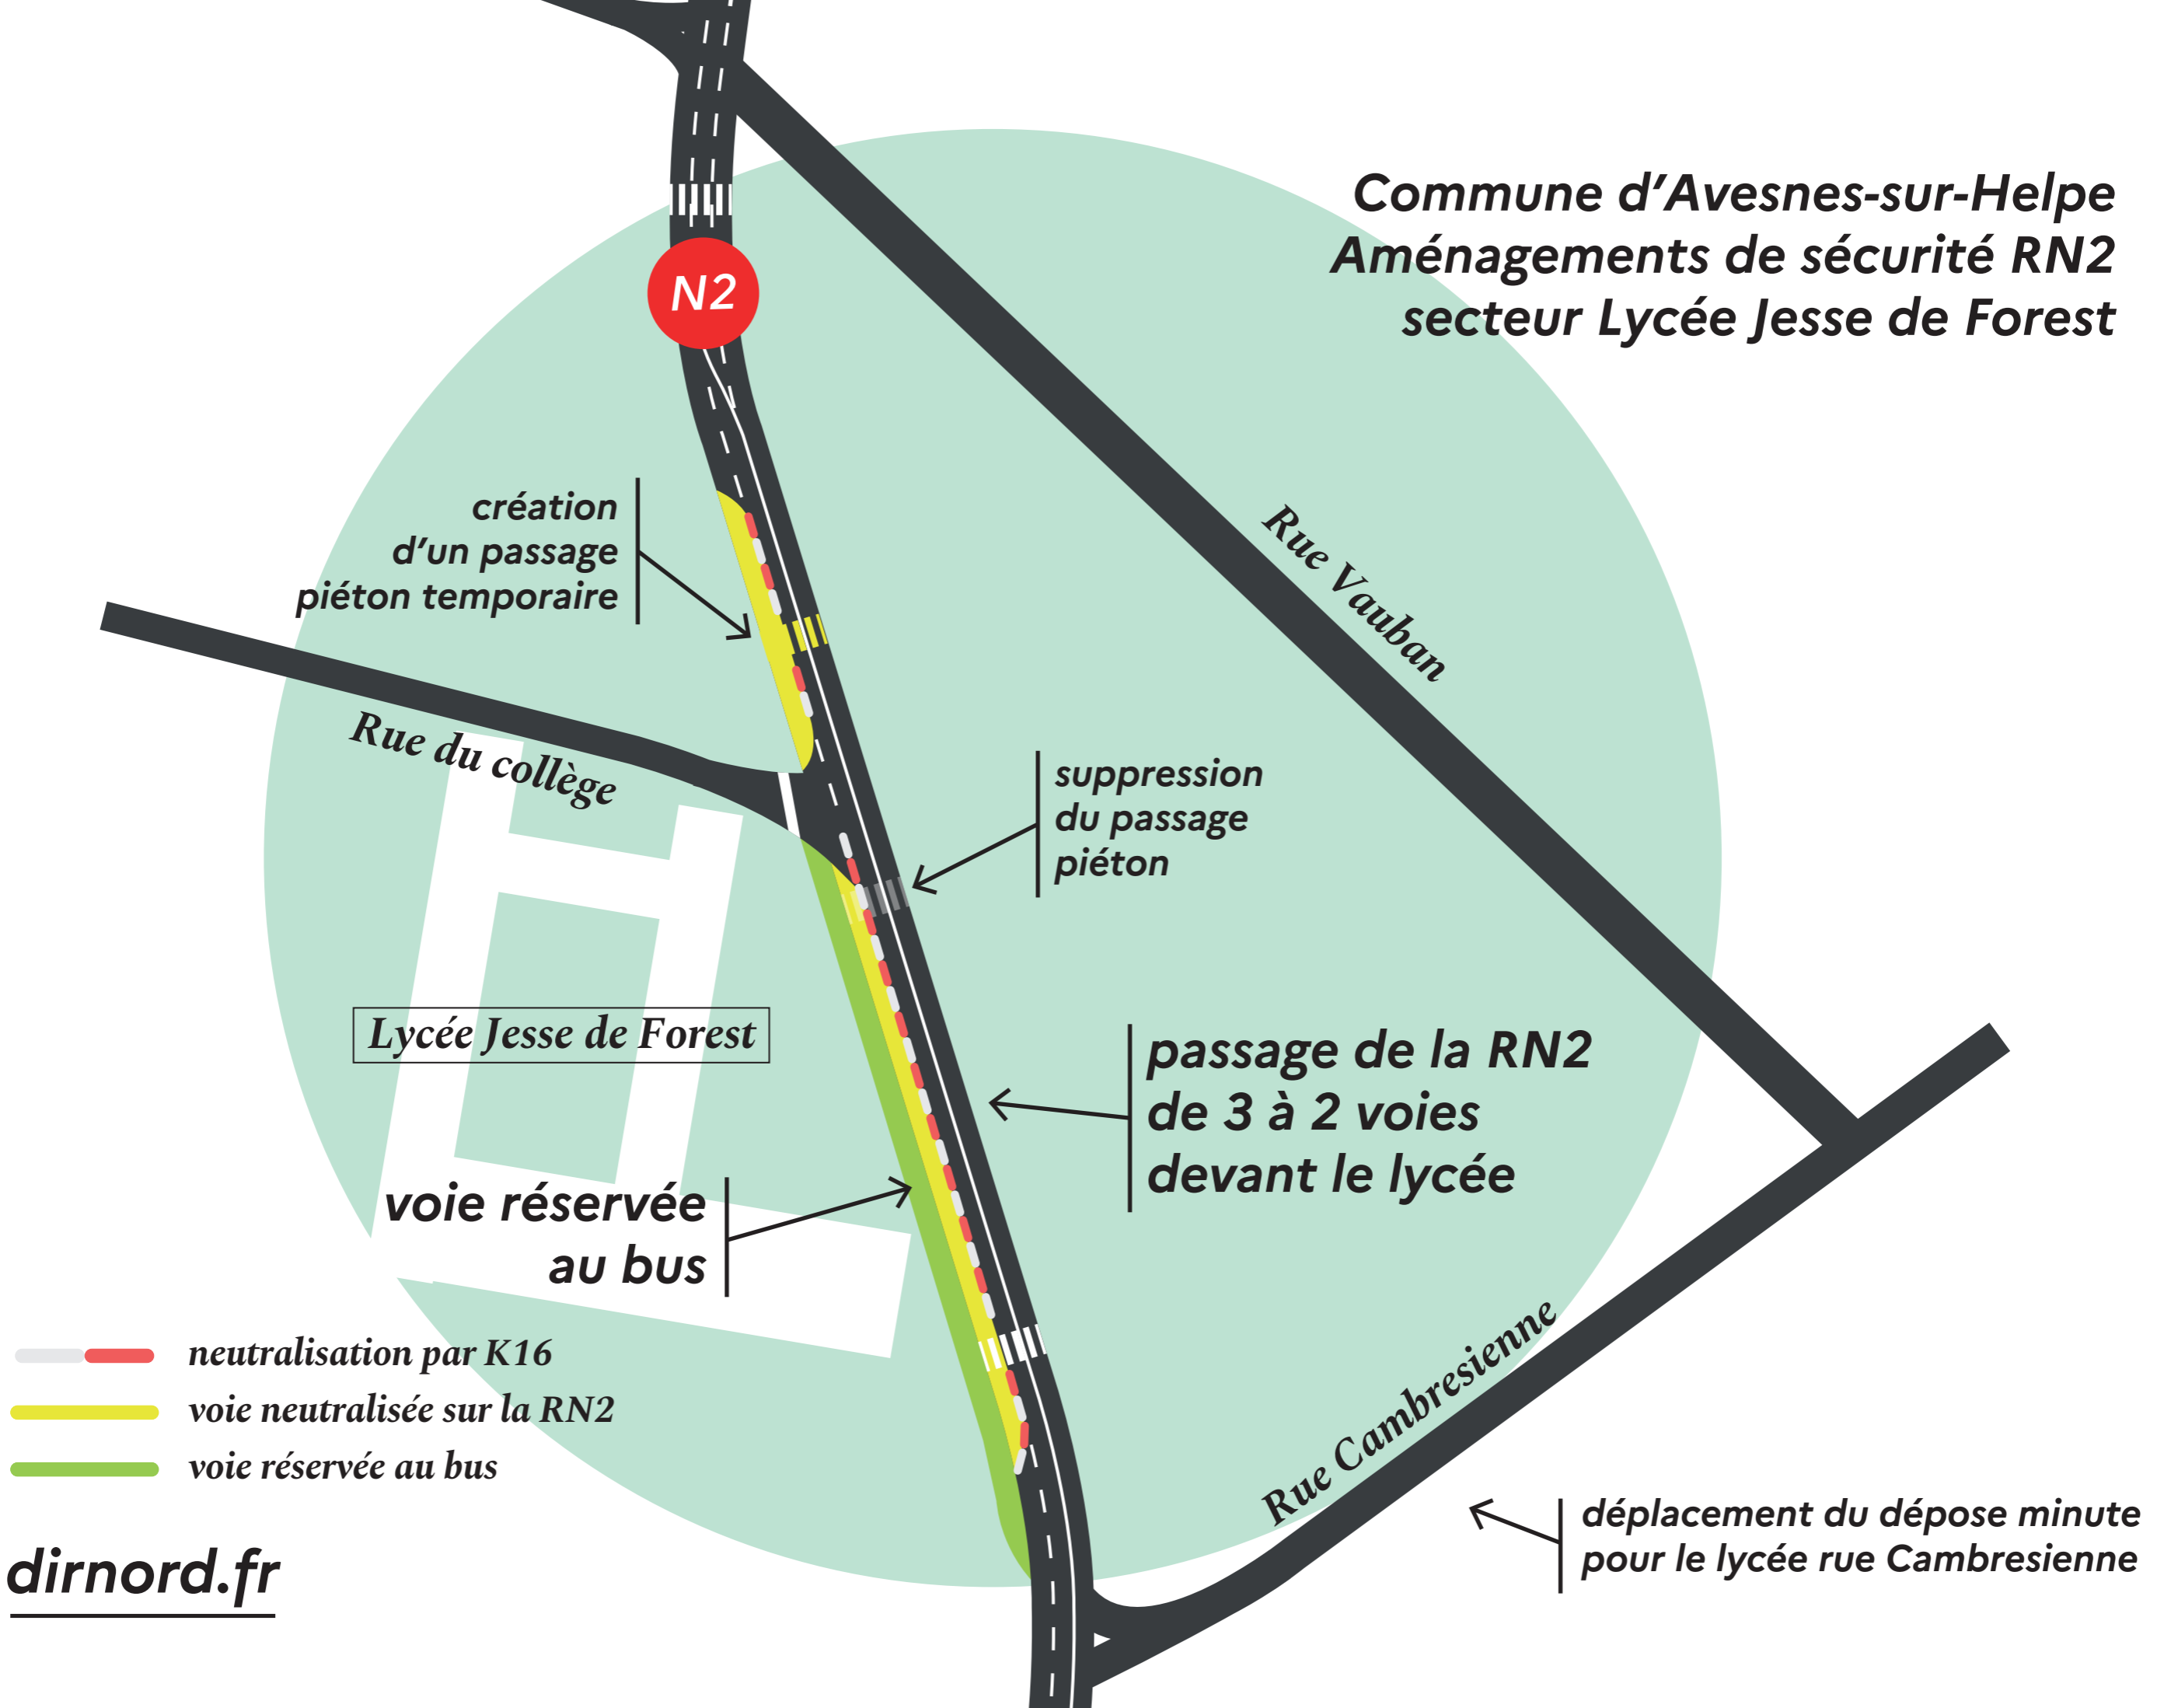 Commune d'Avesnes-sur-Helpe
Aménagements de sécurité RN2
secteur Lycée Jesse de Forest
N2
création
d'un passage
piéton temporaire
Rue Vauban
Rue du collège
suppression
du passage
piéton
Lycée Jesse de Forest
passage de la RN2
de 3 à 2 voies
devant le lycée
voie réservée
au bus
neutralisation par K16
voie neutralisée sur la RN2
voie réservée au bus
Rue Cambresienne
déplacement du dépose minute
pour le lycée rue Cambresienne
dirnord.fr